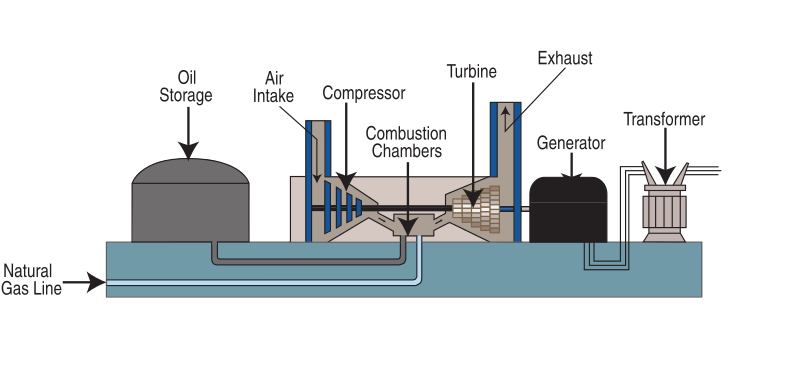 Oil
Storage
Air
Intake
Compressor
Combustion
Chambers
Turbine
Exhaust
Generator
Transformer
Natural
Gas Line